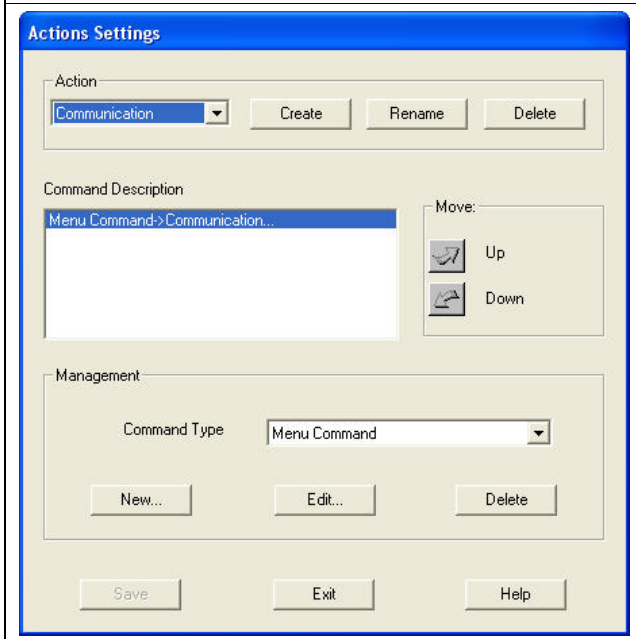 Actions Settings
Action
Communication
Create
Rename
Delete
Command Description
Menu Command->Communication...
Move:
Up
Down
Management
Command Type
Menu Command
New...
Edit...
Delete
Save
Exit
Help